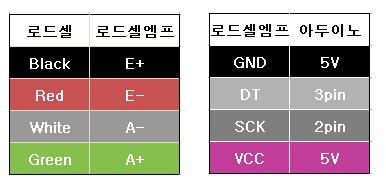 로드셀 로드셀엠프
Black E+
Red E-
White A-
Green A+
로드셀엠프 아두이노
GND 5V
DT 3pin
SCK 2pin
VCC 5V